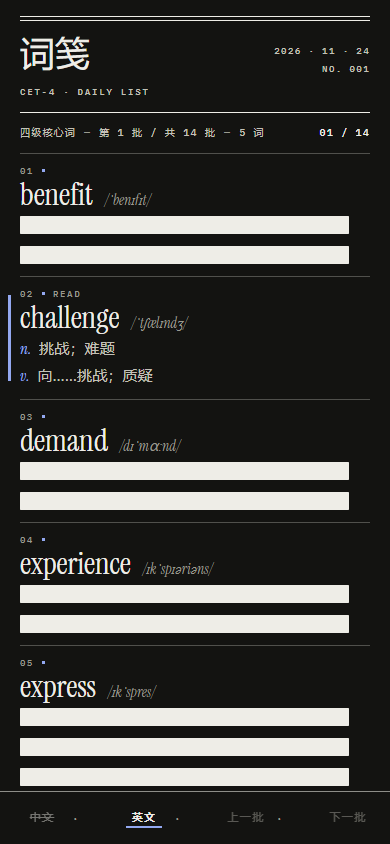 词笺
2026 · 11 · 24
NO. 001
CET-4 · DAILY LIST
四级核心词 — 第 1 批 / 共 14 批 — 5 词
01 / 14
01
benefit /ˈbenɪfɪt/
02 READ
challenge /ˈtʃælɪndʒ/
n. 挑战；难题
v. 向……挑战；质疑
03
demand /dɪˈmɑːnd/
04
experience /ɪkˈspɪəriəns/
05
express /ɪkˈspres/
中文 · 英文 · 上一批 · 下一批